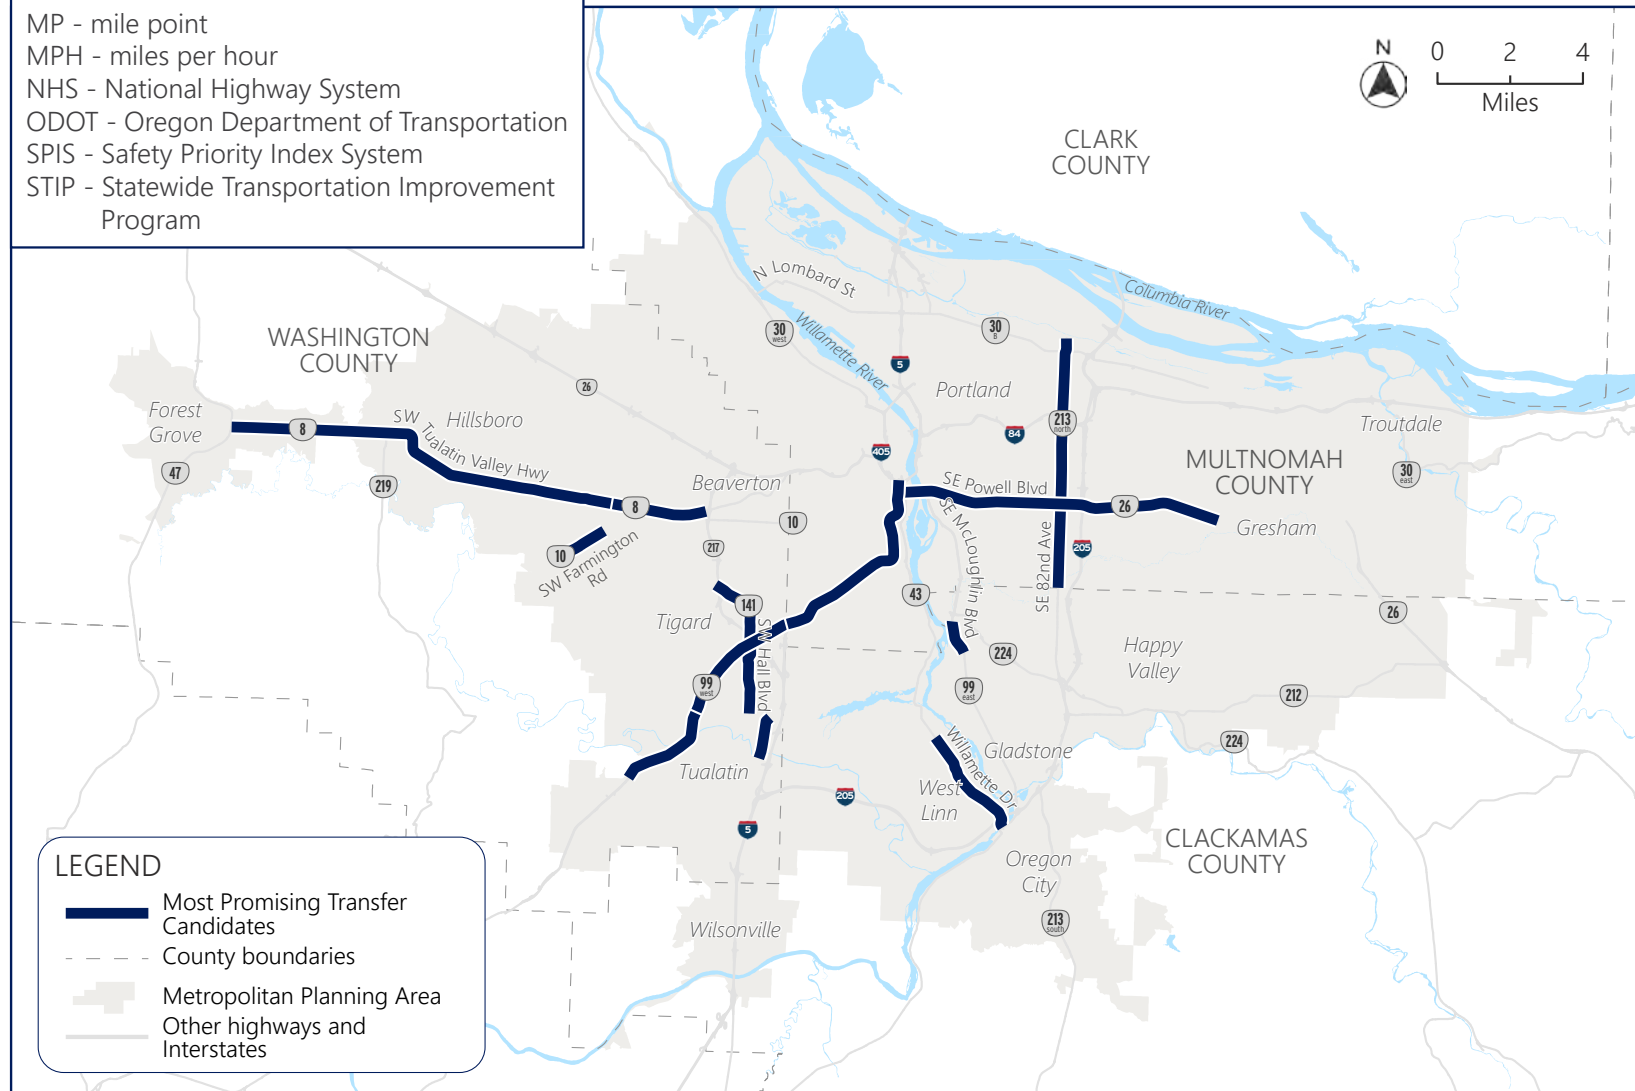 MP - mile point
MPH - miles per hour
NHS - National Highway System
ODOT - Oregon Department of Transportation
SPIS - Safety Priority Index System
STIP - Statewide Transportation Improvement
Program
N
0 2 4
Miles
CLARK
COUNTY
Columbia River
N Lombard St
30
west
Willamette River
30
B
5
Portland
WASHINGTON
COUNTY
26
Forest
Grove
8
SW Tualatin Valley Hwy
Hillsboro
47
219
8
Beaverton
405
84
213
north
Troutdale
MULTNOMAH
COUNTY
30
east
SE Powell Blvd
26
Gresham
10
10
SW Farmington
Rd
217
SE McLoughlin Blvd
SE 82nd Ave
205
141
43
Tigard
SW Hall Blvd
26
224
Happy
Valley
99
west
99
east
212
224
Willamette Dr
Gladstone
Tualatin
West
Linn
205
5
CLACKAMAS
COUNTY
Oregon
City
213
south
Wilsonville
LEGEND
Most Promising Transfer
Candidates
County boundaries
Metropolitan Planning Area
Other highways and
Interstates